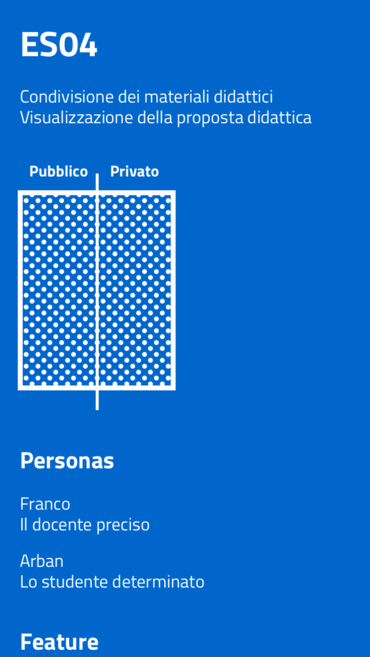 ES04
Condivisione dei materiali didattici
Visualizzazione della proposta didattica
Pubblico Privato
Personas
Franco
Il docente preciso
Arban
Lo studente determinato
Feature